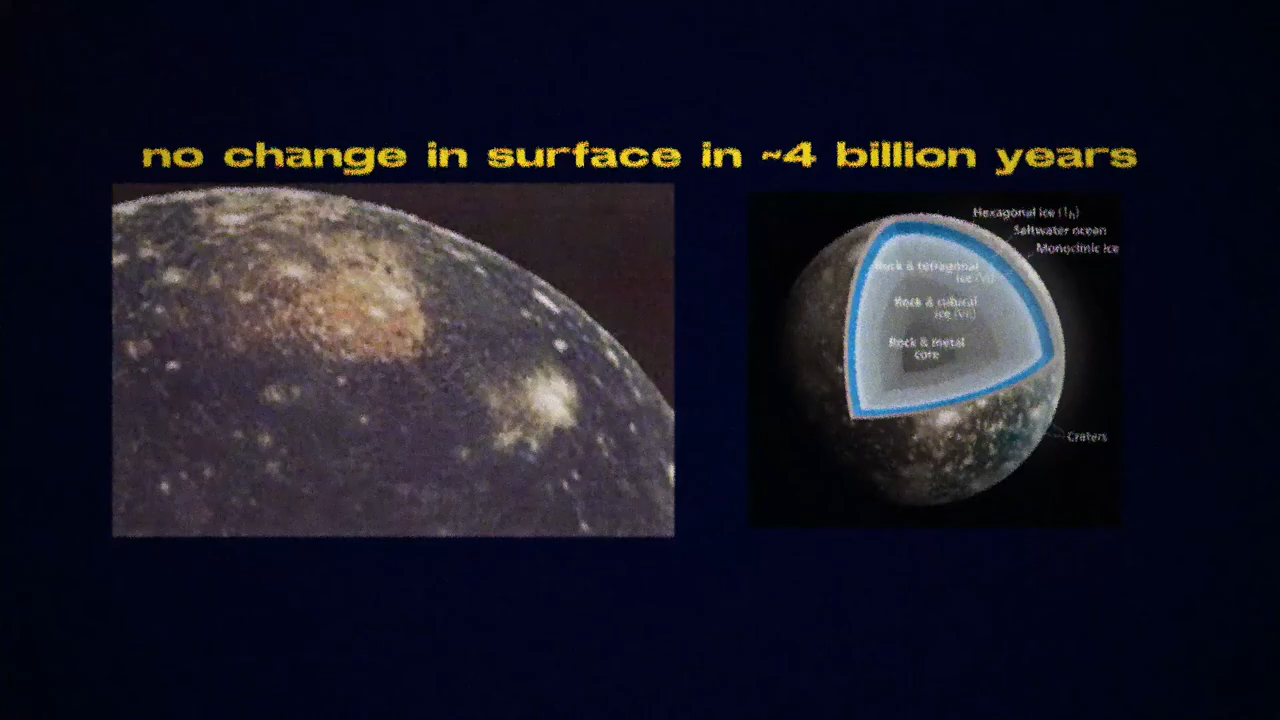 no change in surface in ~4 billion years
Hexagonal ice (Ih)
Saltwater ocean
Monoclinic ice
Rock & tetragonal
ice (VI)
Rock & cubical
ice (VII)
Rock & metal
core
Craters